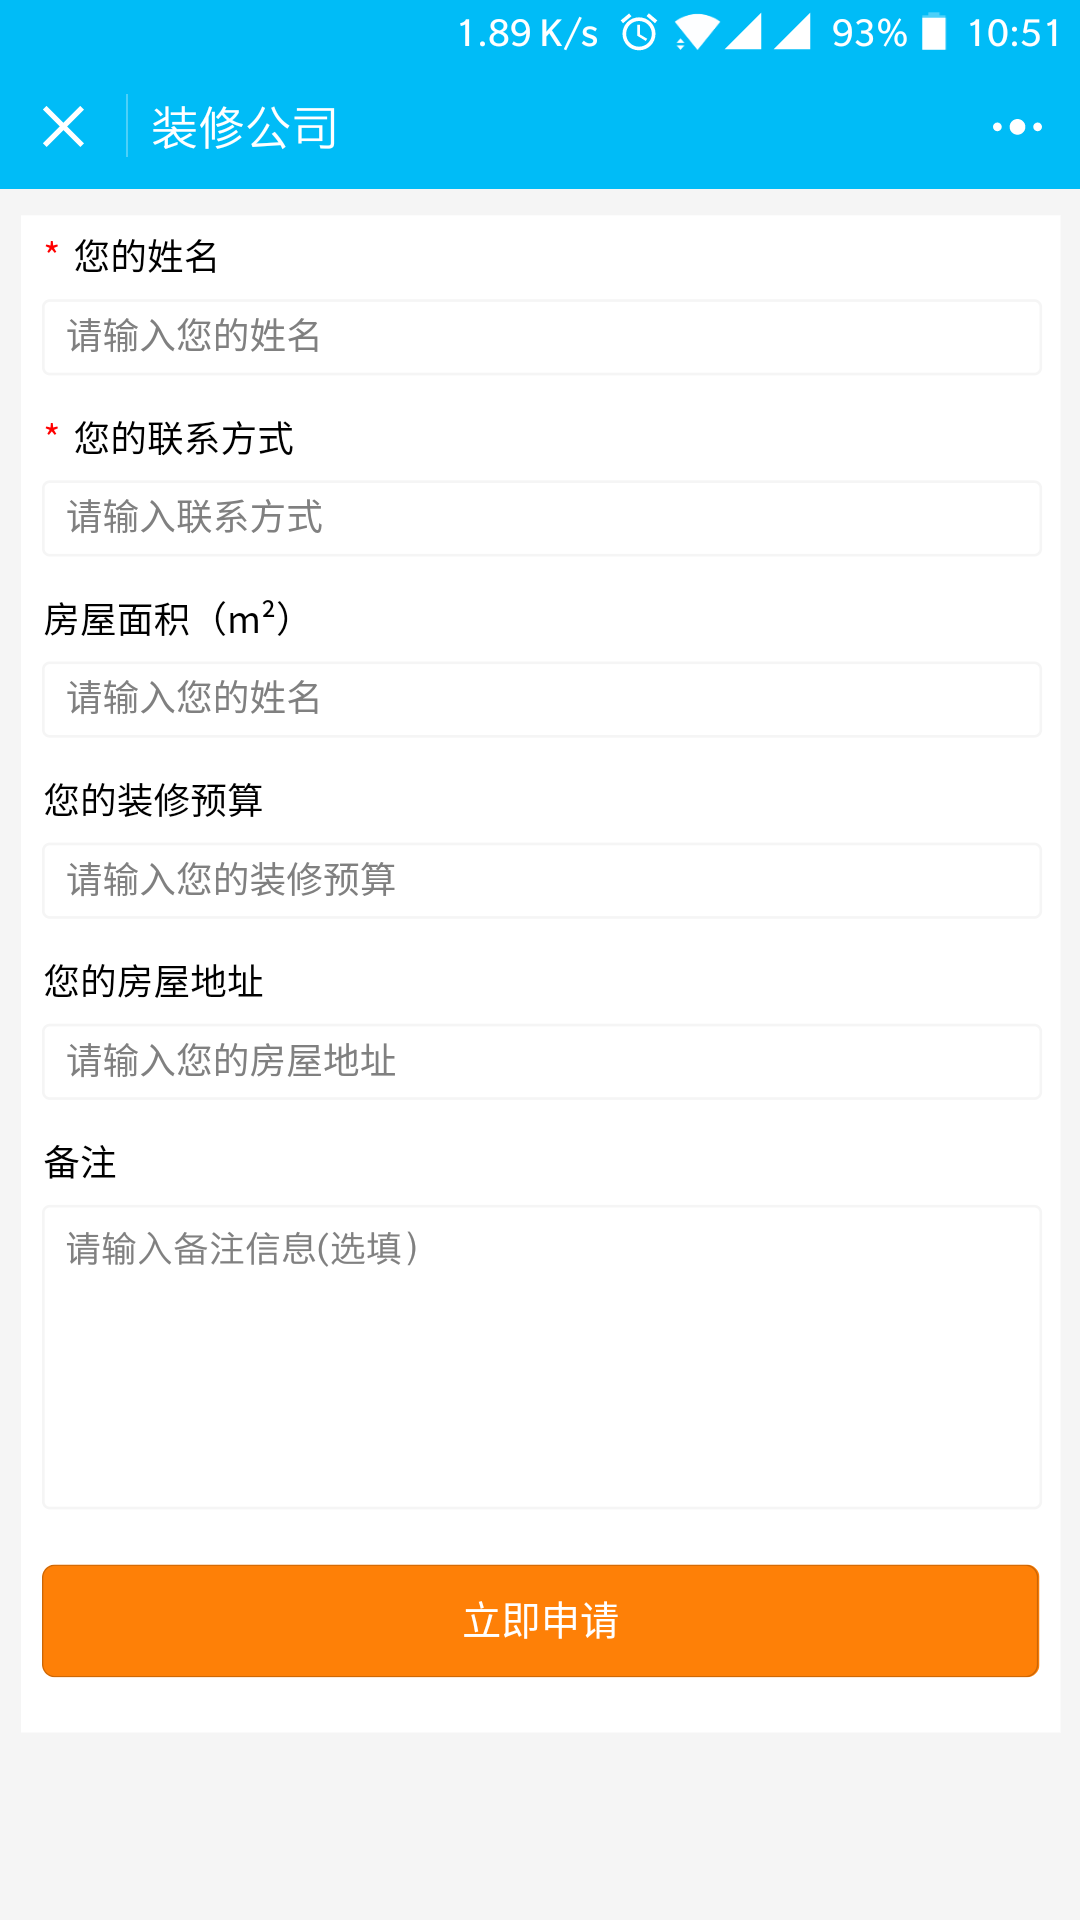 1.89 K/s 93% 10:51
装修公司
* 您的姓名
请输入您的姓名
* 您的联系方式
请输入联系方式
房屋面积（m²）
请输入您的姓名
您的装修预算
请输入您的装修预算
您的房屋地址
请输入您的房屋地址
备注
请输入备注信息(选填）
立即申请